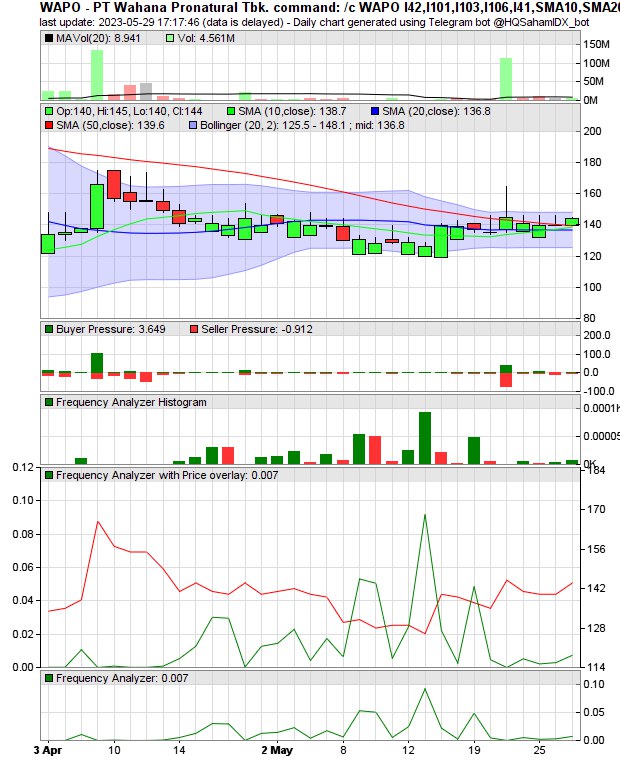 WAPO - PT Wahana Pronatural Tbk. command: /c WAPO I42,I101,I103,I106,I41,SMA10,SMA20
last update: 2023-05-29 17:17:46 (data is delayed) - Daily chart generated using Telegram bot @HQSahamIDX_bot
MAVol(20): 8.941 Vol: 4.561M
150M
100M
50M
0M
Op:140, Hi:145, Lo:140, Cl:144 SMA (10,close): 138.7 SMA (20,close): 136.8
SMA (50,close): 139.6 Bollinger (20, 2): 125.5 - 148.1 ; mid: 136.8
200
180
160
140
120
100
80
Buyer Pressure: 3.649 Seller Pressure: -0.912
200.0
100.0
0.0
-100.0
Frequency Analyzer Histogram
0.0001K
0.00005
0K
Frequency Analyzer with Price overlay: 0.007
0.12
0.10
0.08
0.06
0.04
0.02
0.00
184
170
156
142
128
114
Frequency Analyzer: 0.007
0.10
0.05
0.00
3 Apr 10 14 2 May 8 12 19 25